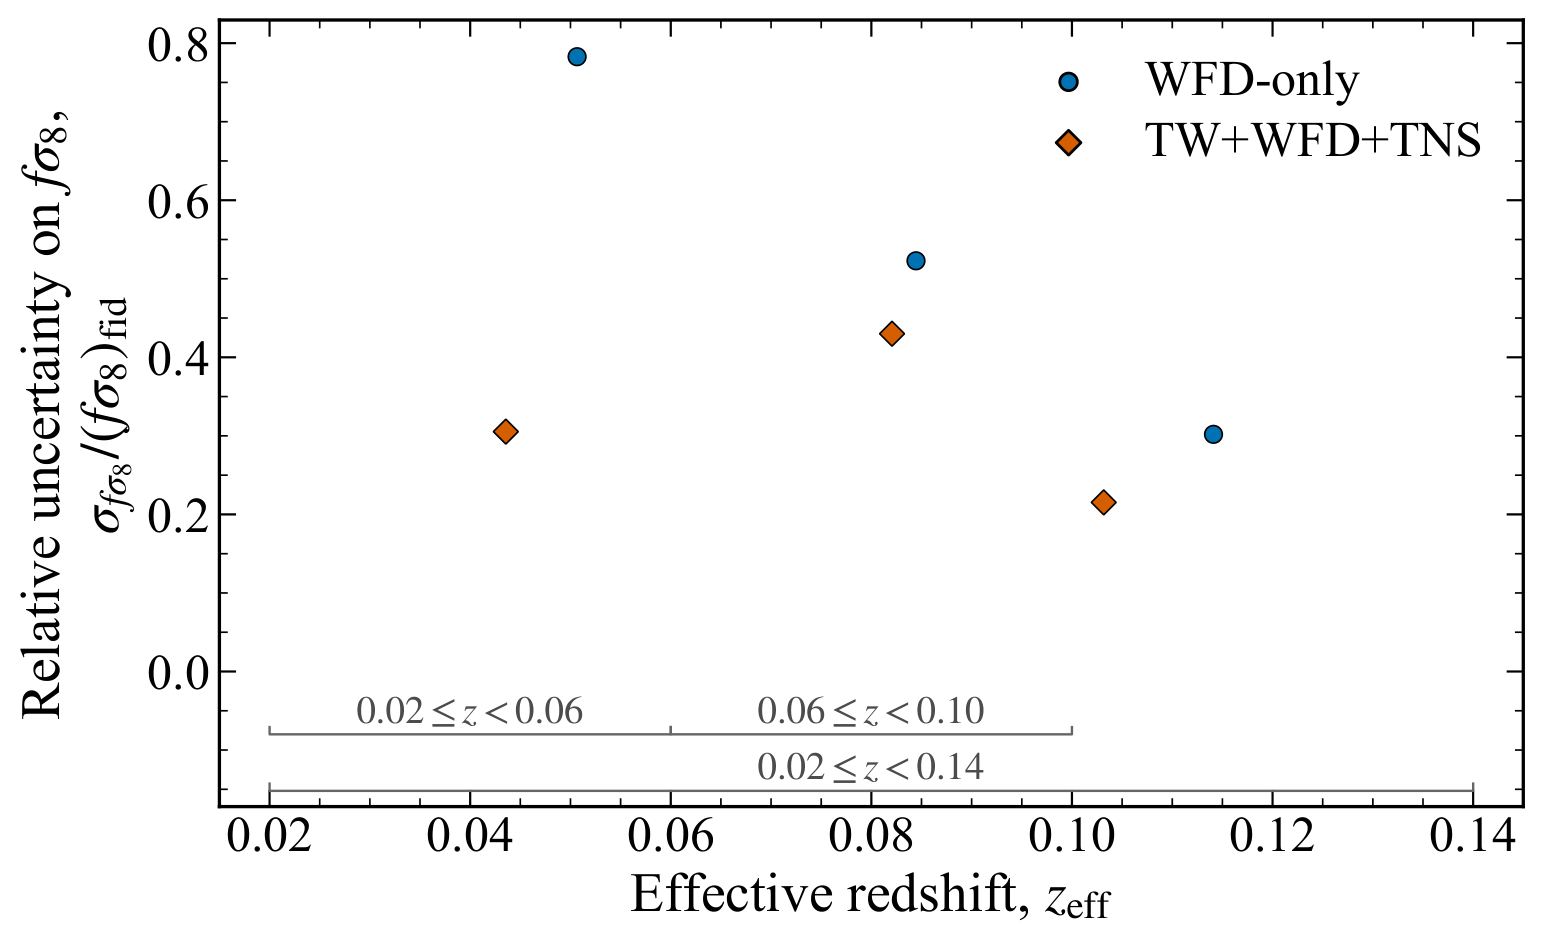 Relative uncertainty on fσ8,
σfσ8/(fσ8)fid
0.8
0.6
0.4
0.2
0.0
WFD-only
TW+WFD+TNS
0.02 ≤ z < 0.06
0.06 ≤ z < 0.10
0.02 ≤ z < 0.14
0.02 0.04 0.06 0.08 0.10 0.12 0.14
Effective redshift, zeff